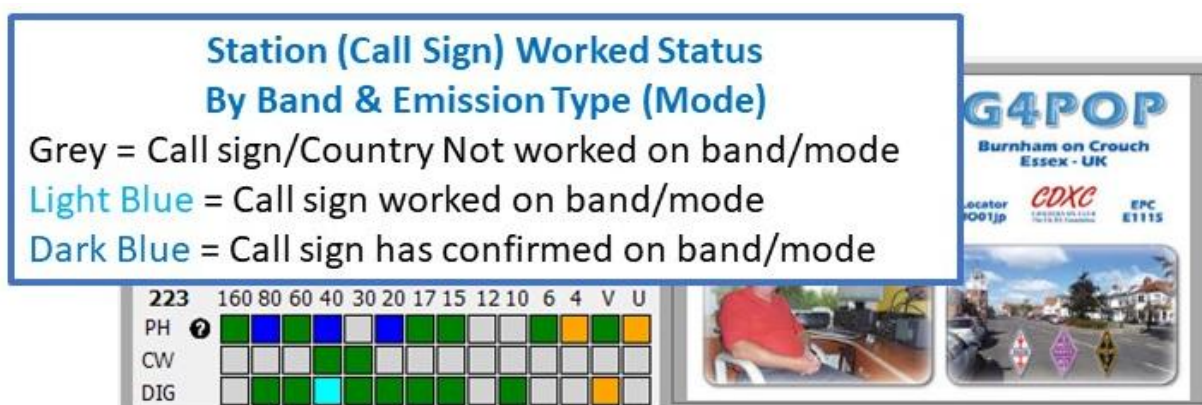 Station (Call Sign) Worked Status
By Band & Emission Type (Mode)
Grey = Call sign/Country Not worked on band/mode
Light Blue = Call sign worked on band/mode
Dark Blue = Call sign has confirmed on band/mode
G4POP
Burnham on Crouch
Essex - UK
CDXC
EPC
E1115
223 160 80 60 40 30 20 17 15 12 10 6 4 V U
PH ?
CW
DIG